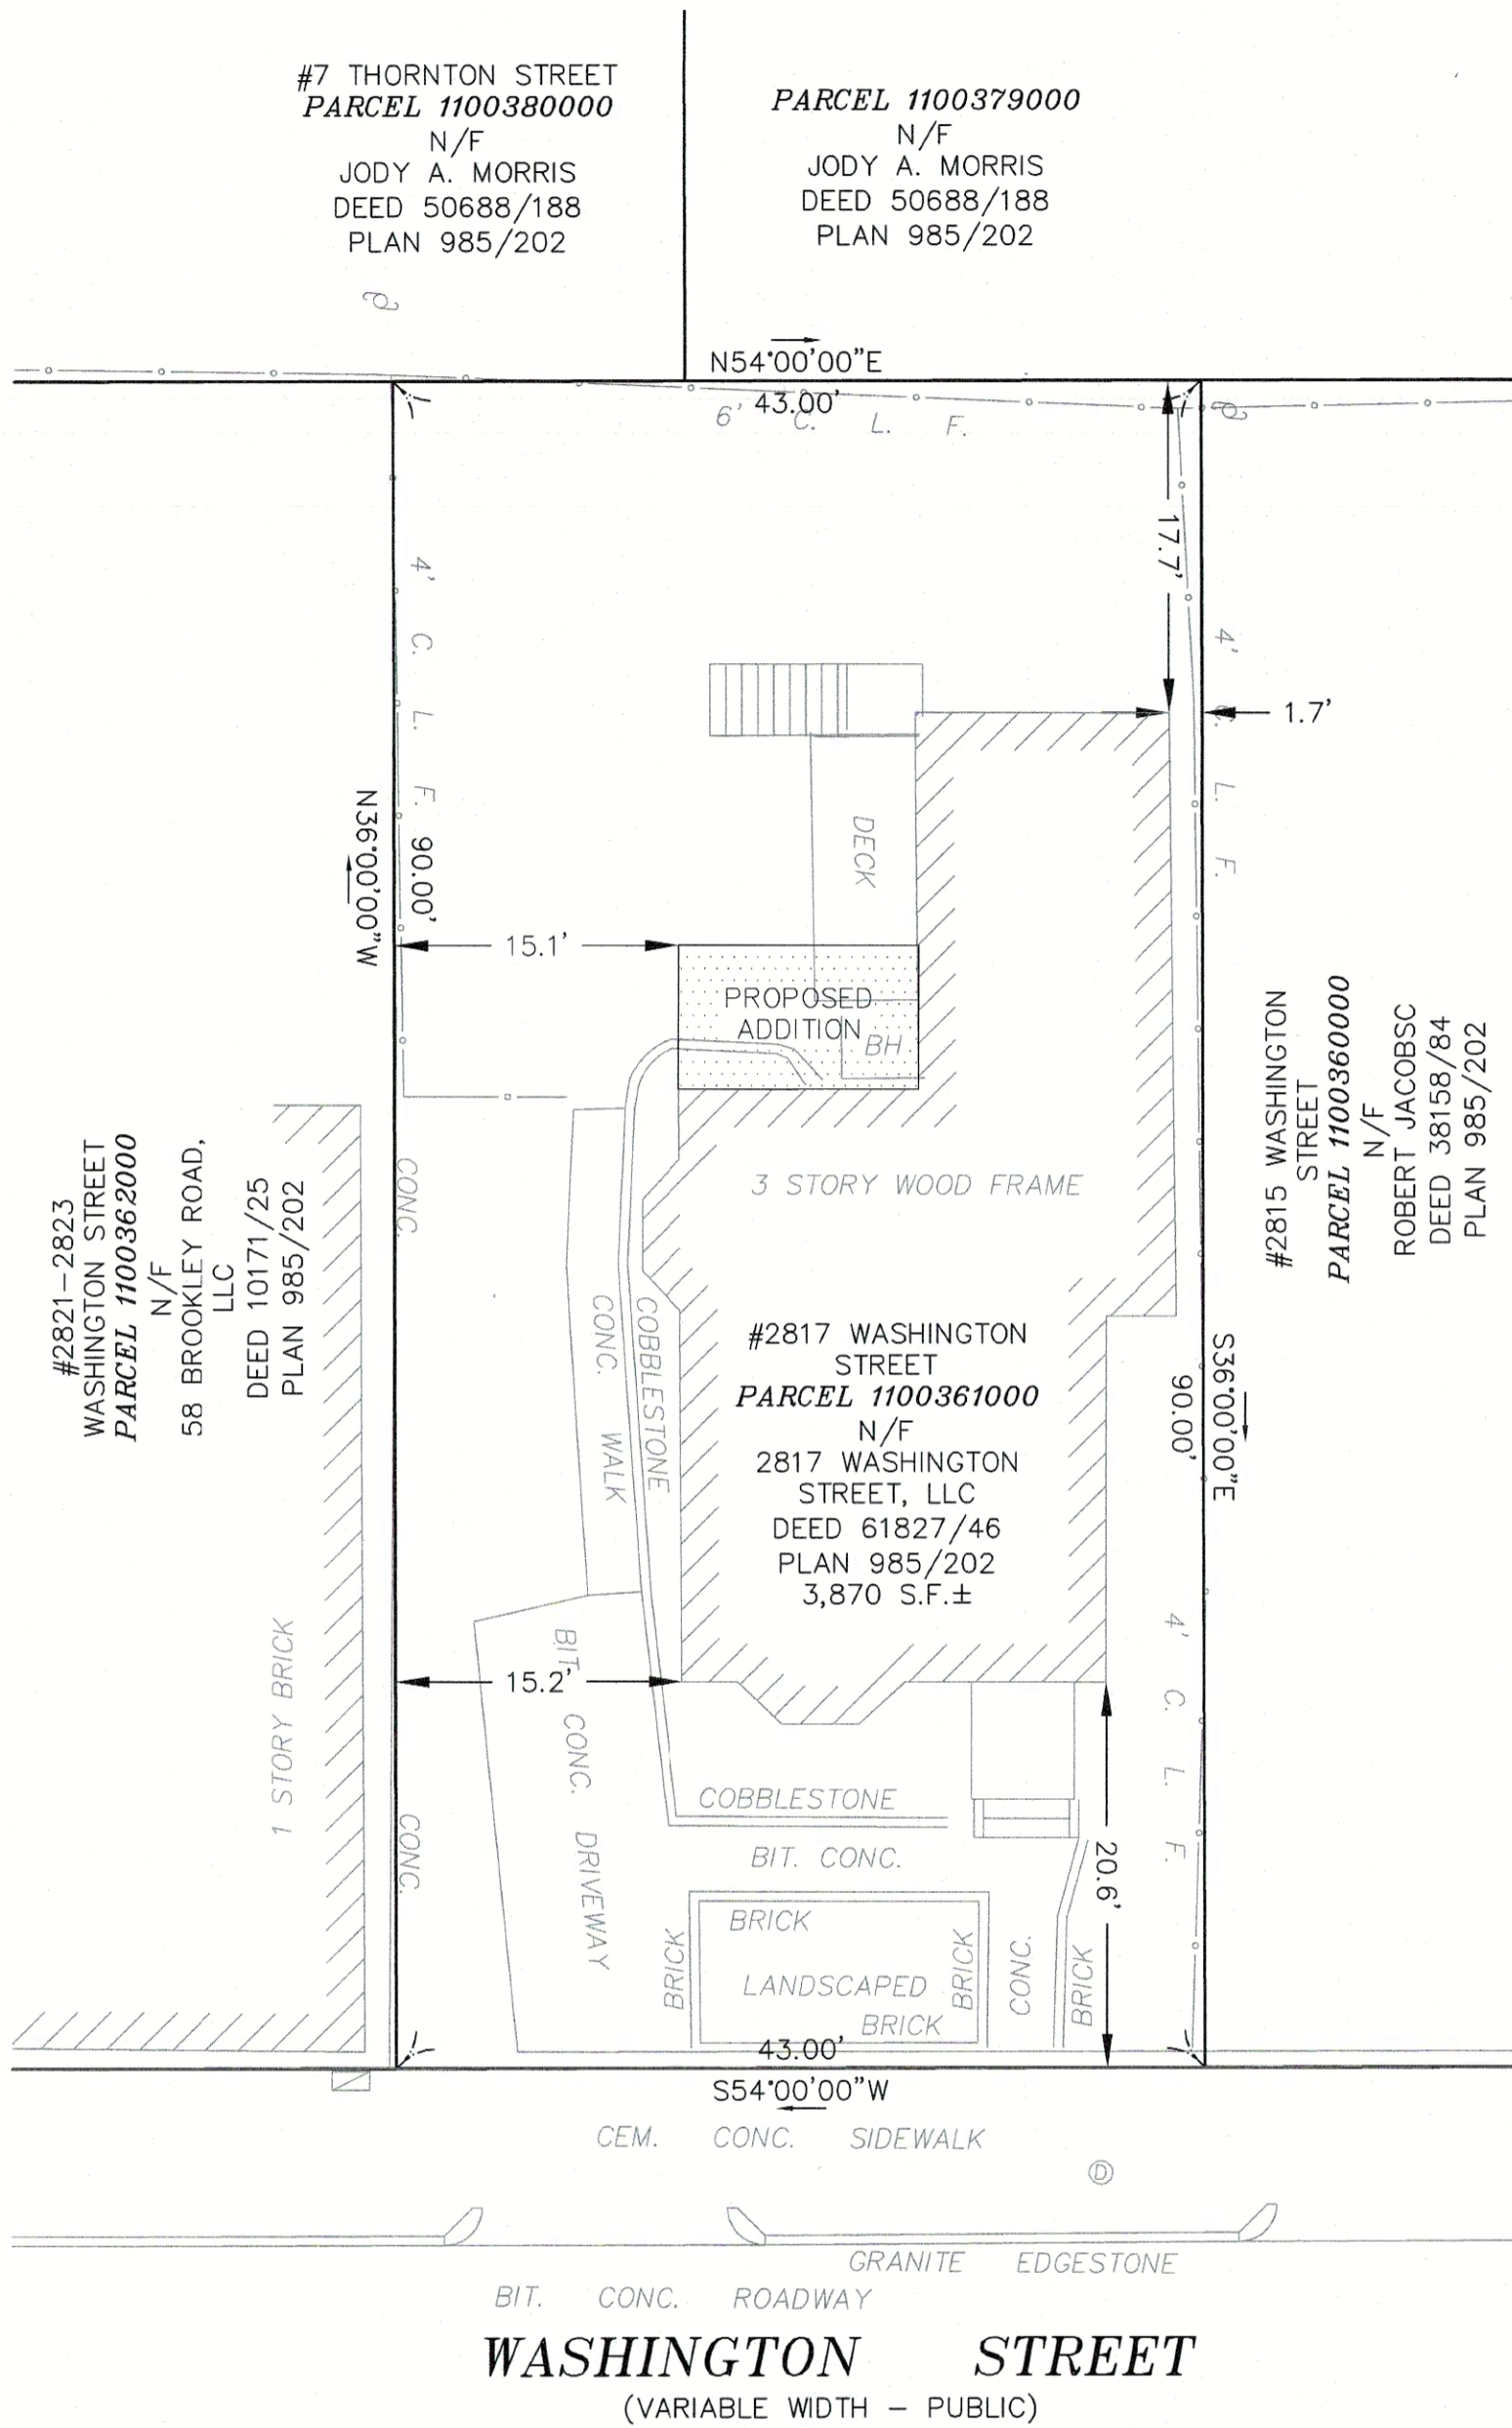 #7 THORNTON STREET
PARCEL 1100380000
N/F
JODY A. MORRIS
DEED 50688/188
PLAN 985/202
PARCEL 1100379000
N/F
JODY A. MORRIS
DEED 50688/188
PLAN 985/202
N54°00'00"E
43.00'
6' C. L. F.
17.7'
4' C. L. F.
4' C. L. F.
1.7'
DECK
N36°00'00"W
90.00'
15.1'
PROPOSED
ADDITION
BH
#2821-2823
WASHINGTON STREET
PARCEL 1100362000
N/F
58 BROOKLEY ROAD,
LLC
DEED 10171/25
PLAN 985/202
CONC.
3 STORY WOOD FRAME
#2815 WASHINGTON
STREET
PARCEL 1100360000
N/F
ROBERT JACOBSC
DEED 38158/84
PLAN 985/202
CONC. WALK
COBBLESTONE
#2817 WASHINGTON
STREET
PARCEL 1100361000
N/F
2817 WASHINGTON
STREET, LLC
DEED 61827/46
PLAN 985/202
3,870 S.F.±
S36°00'00"E
90.00'
1 STORY BRICK
15.2'
BIT. CONC. DRIVEWAY
4' C. L. F.
COBBLESTONE
CONC.
BIT. CONC.
20.6'
BRICK
BRICK
LANDSCAPED
BRICK
BRICK
CONC.
BRICK
43.00'
S54°00'00"W
CEM. CONC. SIDEWALK
D
GRANITE EDGESTONE
BIT. CONC. ROADWAY
WASHINGTON STREET
(VARIABLE WIDTH – PUBLIC)